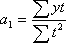 a₁ = ∑yt / ∑t²